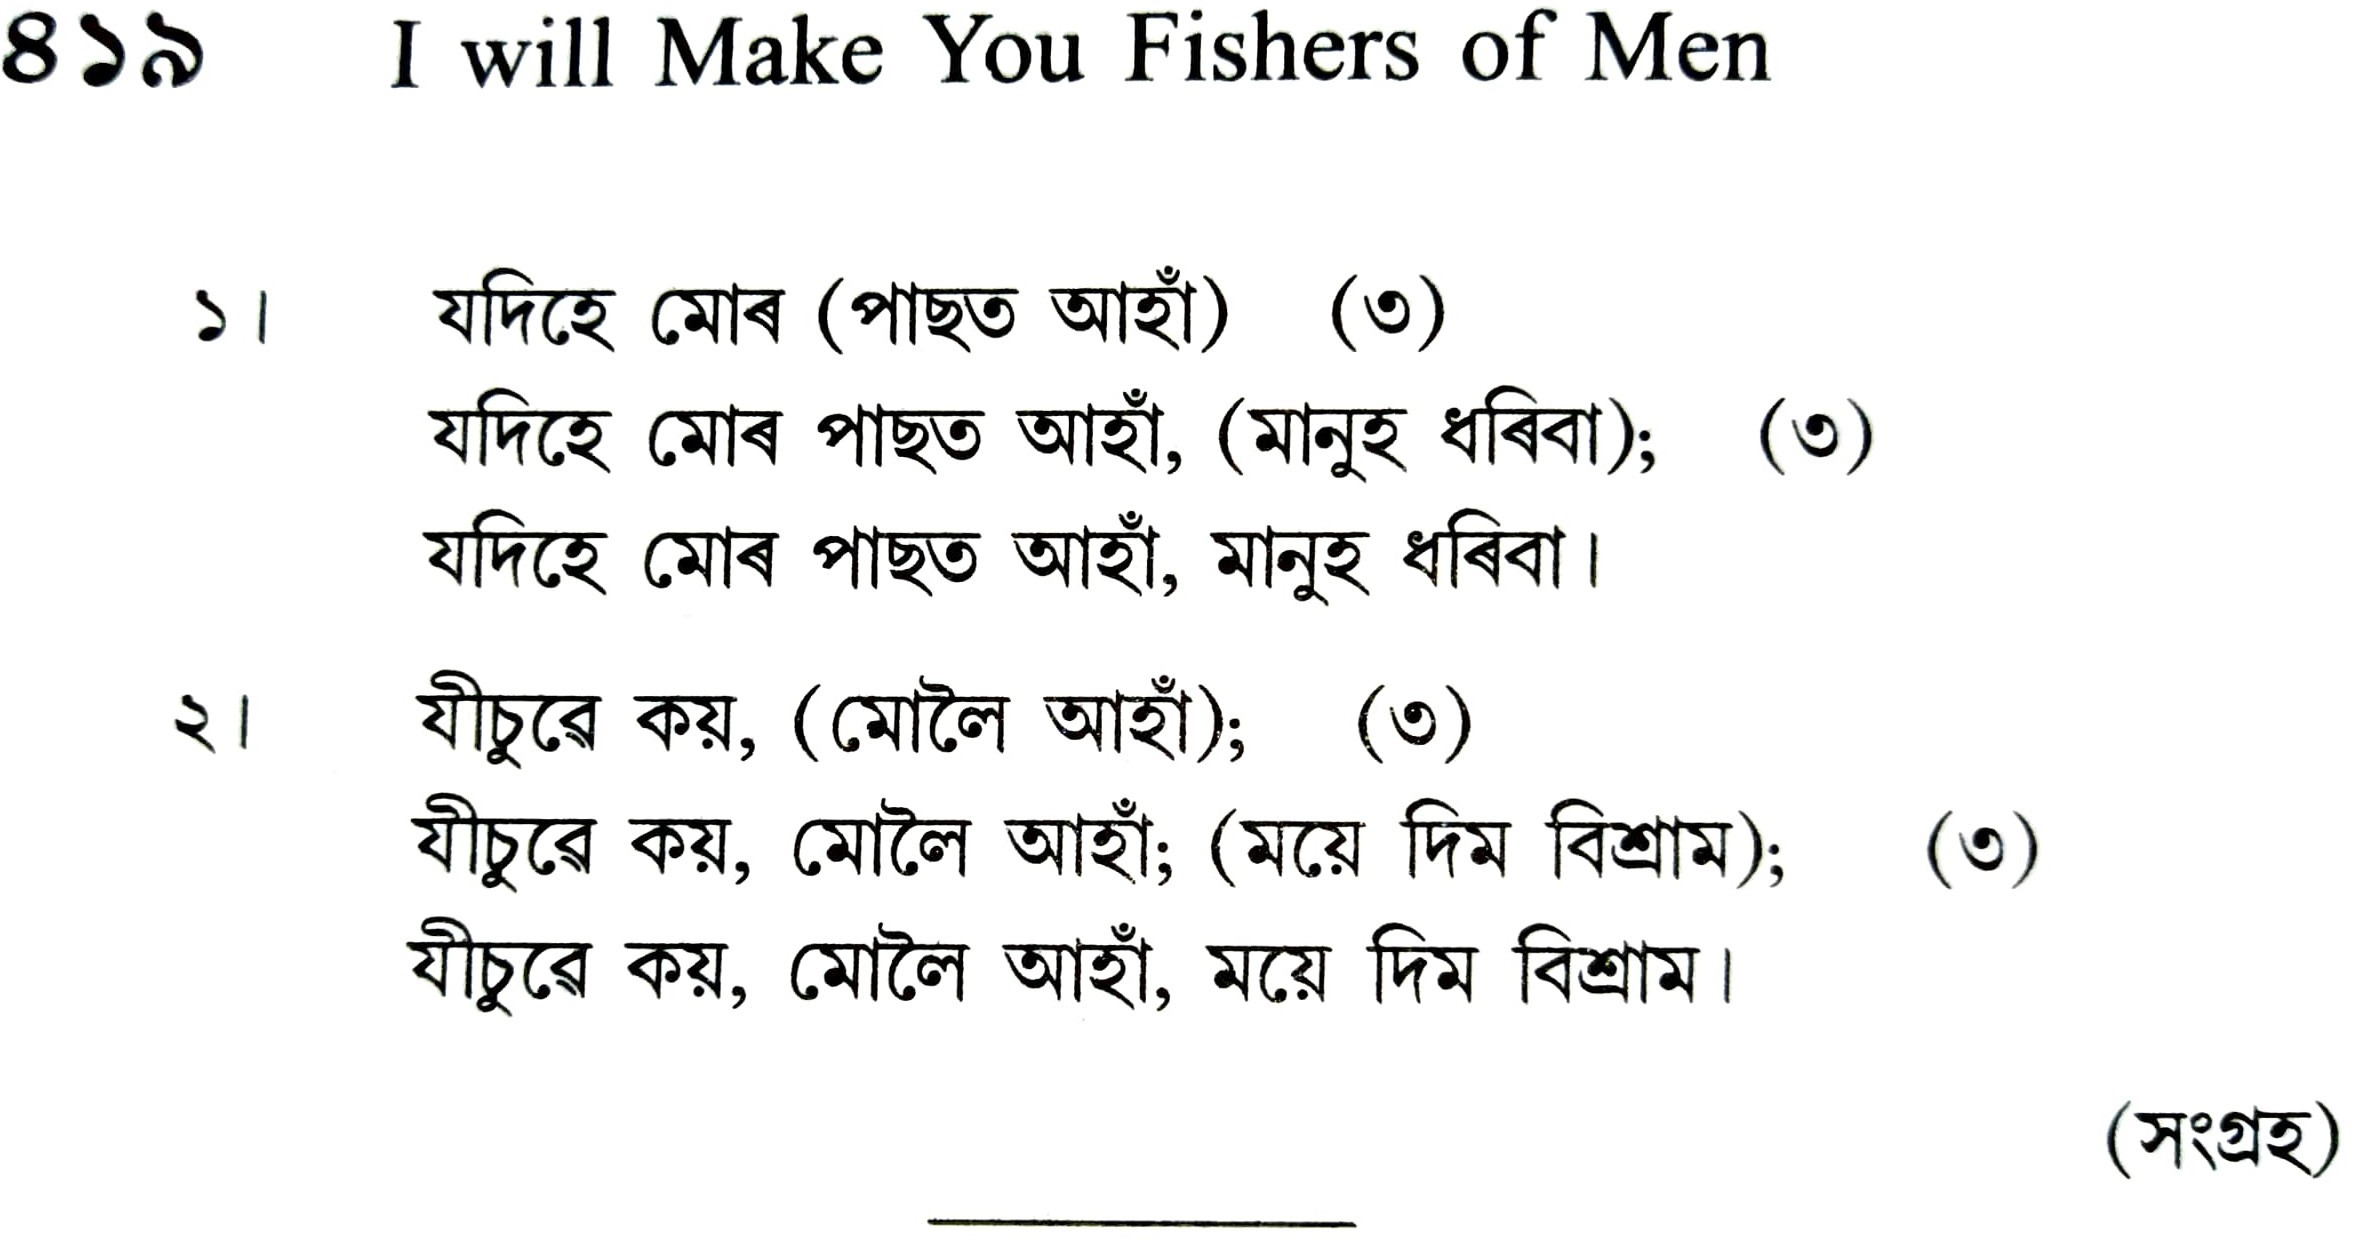 ৪১৯ I will Make You Fishers of Men
১। যদিহে মোৰ (পাছত আহাঁ) (৩)
যদিহে মোৰ পাছত আহাঁ, (মানুহ ধৰিবা); (৩)
যদিহে মোৰ পাছত আহাঁ, মানুহ ধৰিবা।
২। যীচুৱে কয়, (মোলৈ আহাঁ); (৩)
যীচুৱে কয়, মোলৈ আহাঁ; (ময়ে দিম বিশ্ৰাম); (৩)
যীচুৱে কয়, মোলৈ আহাঁ, ময়ে দিম বিশ্ৰাম।
(সংগ্ৰহ)